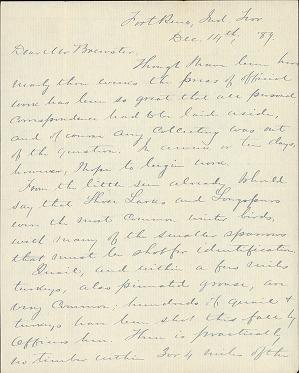 Fort Reno, Ind. Terr
Dec. 14th, '89.
Dear Mr Brewster,
Though I have been here
nearly three weeks the press of official
work has been so great that all personal
correspondence had to be laid aside,
and of course any collecting was out
of the question. In a week or ten days,
however, I hope to begin work.
From the little seen already I should
say that Shore Larks and Longspurs
were the most common winter birds,
with many of the smaller sparrows
that must be shot for identification
Quail, and within a few miles
turkeys, also pinnated grouse, are
very common; hundreds of quail &
turkeys have been shot this fall by
Officers here. There is practically
no timber within 3 or 4 miles of the